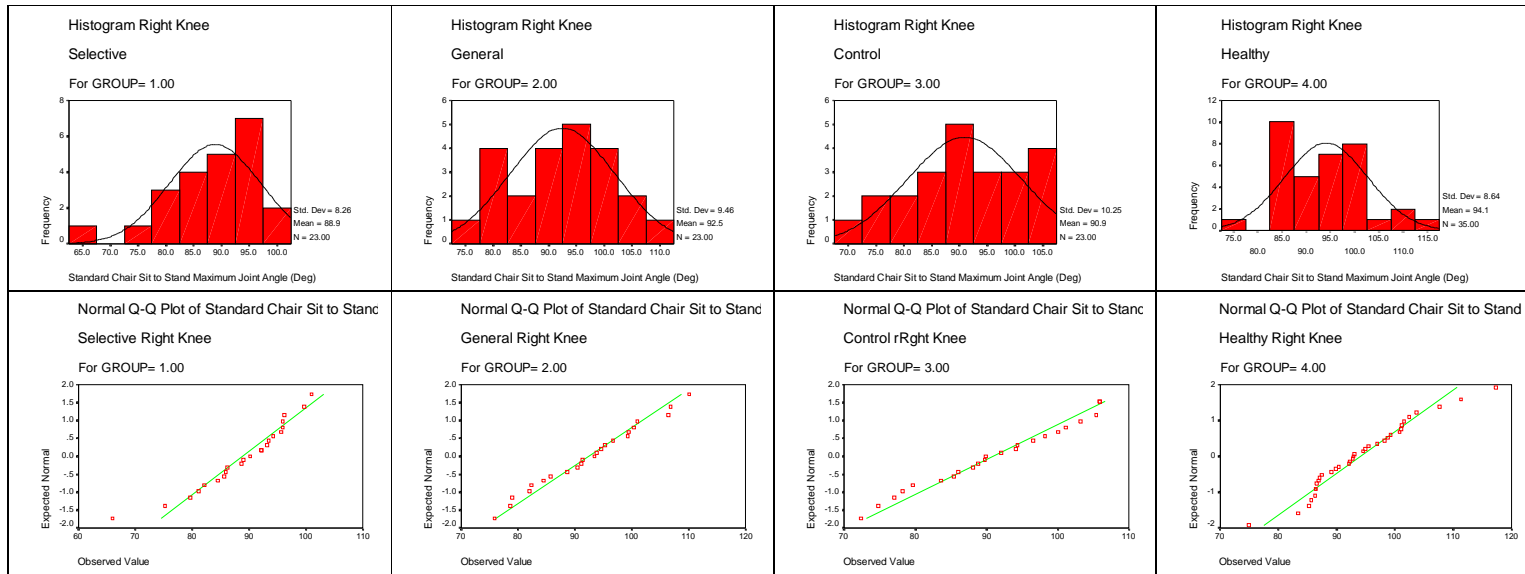 Histogram Right Knee
Selective
For GROUP= 1.00
8
6
4
2
0
Frequency
65.0 70.0 75.0 80.0 85.0 90.0 95.0 100.0
Std. Dev = 8.26
Mean = 88.9
N = 23.00
Standard Chair Sit to Stand Maximum Joint Angle (Deg)
Histogram Right Knee
General
For GROUP= 2.00
6
5
4
3
2
1
0
Frequency
75.0 80.0 85.0 90.0 95.0 100.0 105.0 110.0
Std. Dev = 9.46
Mean = 92.5
N = 23.00
Standard Chair Sit to Stand Maximum Joint Angle (Deg)
Histogram Right Knee
Control
For GROUP= 3.00
6
5
4
3
2
1
0
Frequency
70.0 75.0 80.0 85.0 90.0 95.0 100.0 105.0
Std. Dev = 10.25
Mean = 90.9
N = 23.00
Standard Chair Sit to Stand Maximum Joint Angle (Deg)
Histogram Right Knee
Healthy
For GROUP= 4.00
12
10
8
6
4
2
0
Frequency
75.0 85.0 95.0 105.0 115.0
80.0 90.0 100.0 110.0
Std. Dev = 8.64
Mean = 94.1
N = 35.00
Standard Chair Sit to Stand Maximum Joint Angle (Deg)
Normal Q-Q Plot of Standard Chair Sit to Stanc
Selective Right Knee
For GROUP= 1.00
2.0
1.5
1.0
.5
0.0
-.5
-1.0
-1.5
-2.0
Expected Normal
60 70 80 90 100 110
Observed Value
Normal Q-Q Plot of Standard Chair Sit to Stand
General Right Knee
For GROUP= 2.00
2.0
1.5
1.0
.5
0.0
-.5
-1.0
-1.5
-2.0
Expected Normal
70 80 90 100 110 120
Observed Value
Normal Q-Q Plot of Standard Chair Sit to Stanc
Control rRght Knee
For GROUP= 3.00
2.0
1.5
1.0
.5
0.0
-.5
-1.0
-1.5
-2.0
Expected Normal
70 80 90 100 110
Observed Value
Normal Q-Q Plot of Standard Chair Sit to Stand
Healthy Right Knee
For GROUP= 4.00
2
1
0
-1
-2
Expected Normal
70 80 90 100 110 120
Observed Value